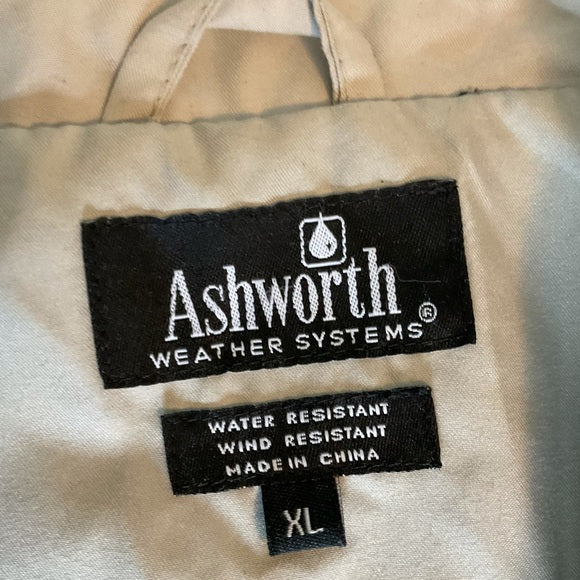 Ashworth
WEATHER SYSTEMS®
WATER RESISTANT
WIND RESISTANT
MADE IN CHINA
XL